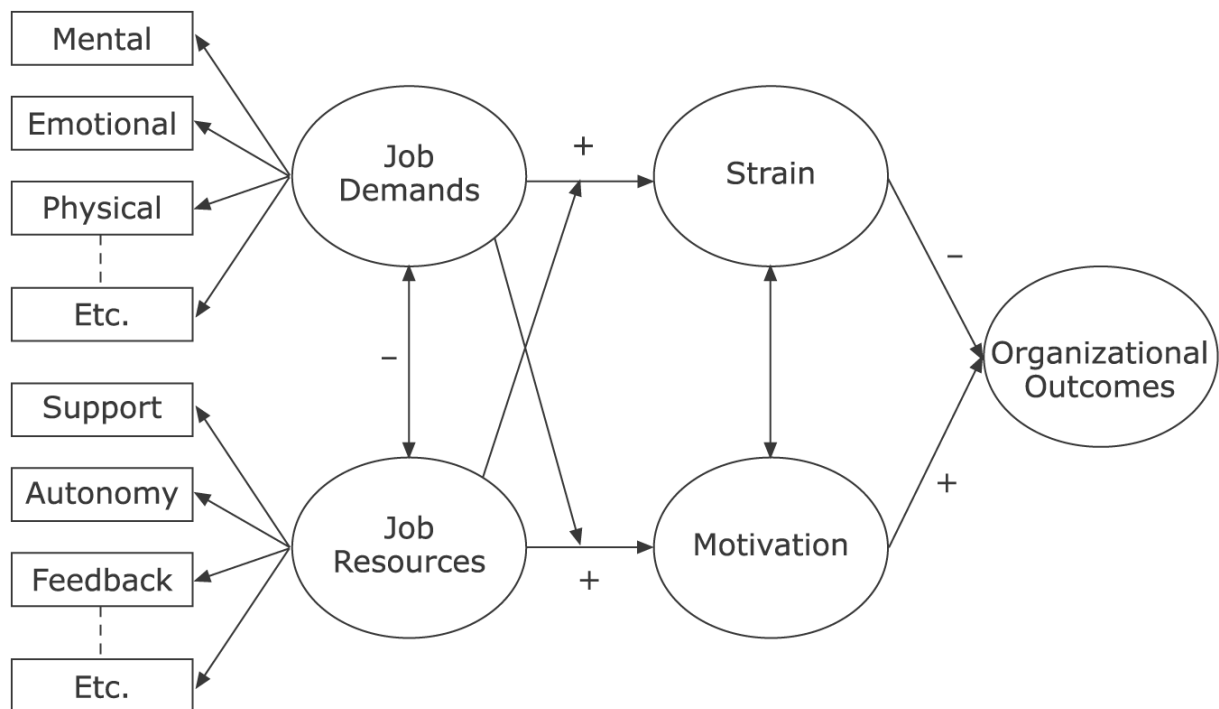 Mental
Emotional
Physical
Etc.
Support
Autonomy
Feedback
Etc.
Job
Demands
Job
Resources
+
–
+
Strain
Motivation
–
+
Organizational
Outcomes